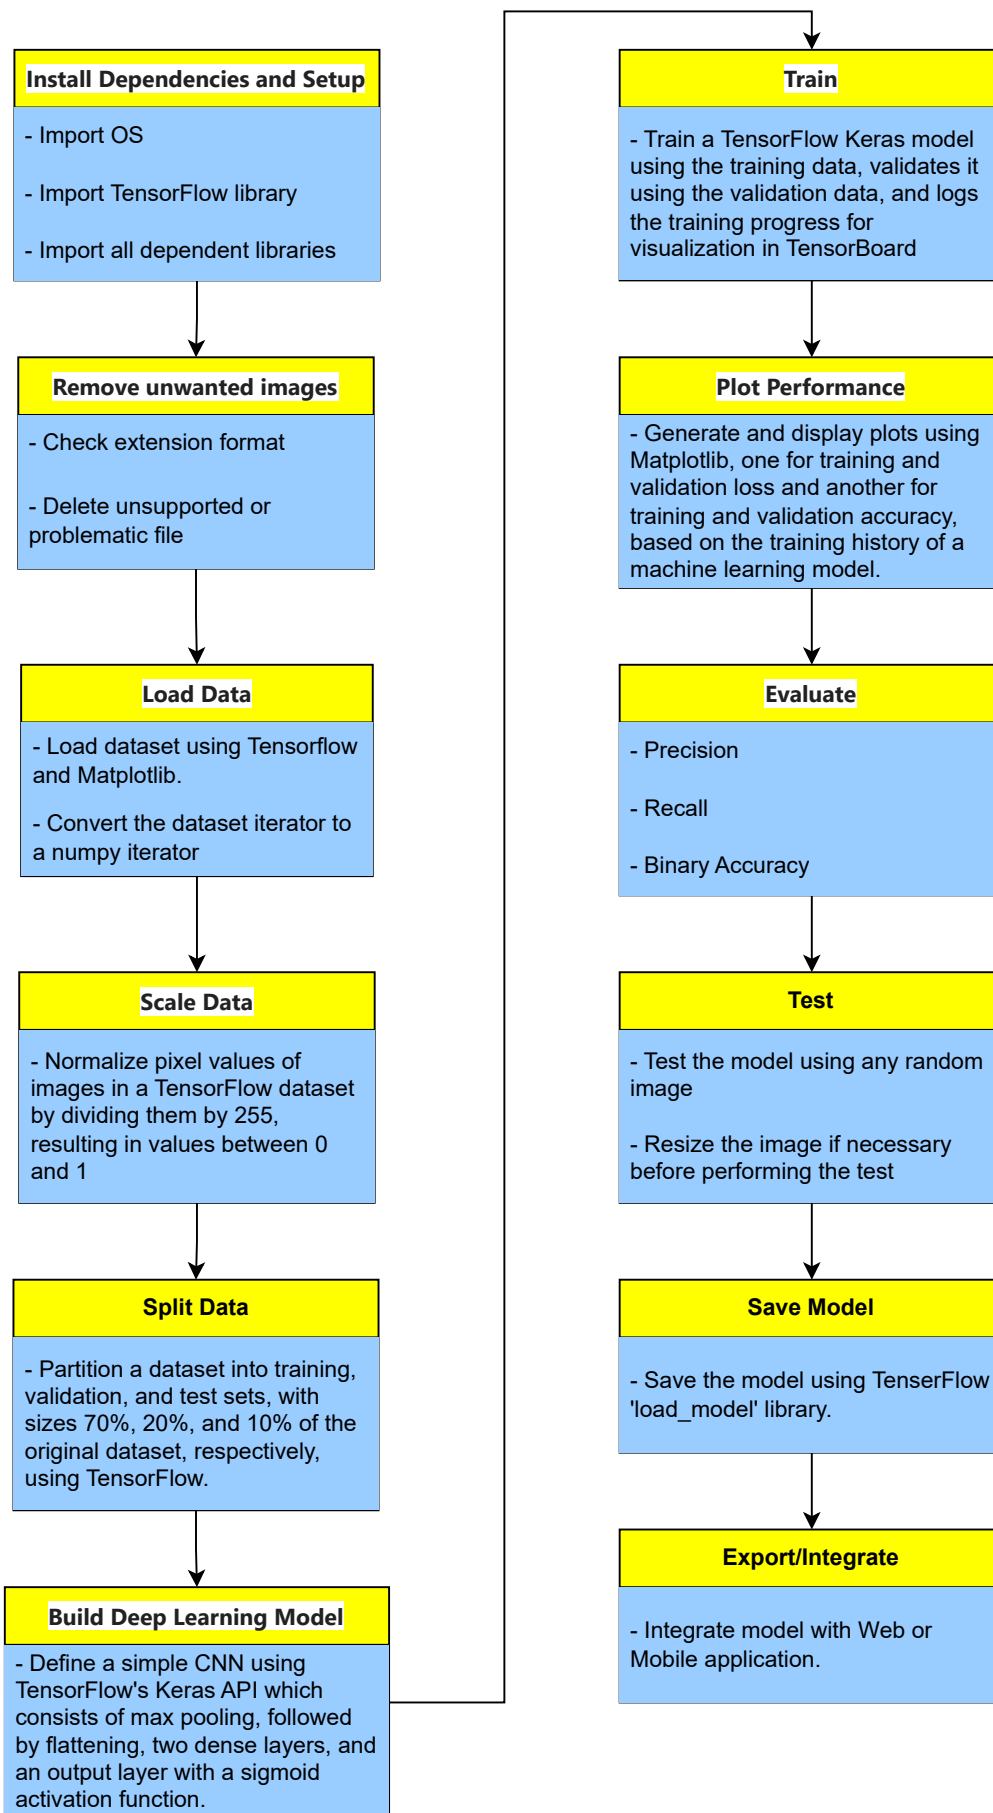 Install Dependencies and Setup
- Import OS
- Import TensorFlow library
- Import all dependent libraries
Remove unwanted images
- Check extension format
- Delete unsupported or
problematic file
Load Data
- Load dataset using Tensorflow
and Matplotlib.
- Convert the dataset iterator to
a numpy iterator
Scale Data
- Normalize pixel values of
images in a TensorFlow dataset
by dividing them by 255,
resulting in values between 0
and 1
Split Data
- Partition a dataset into training,
validation, and test sets, with
sizes 70%, 20%, and 10% of the
original dataset, respectively,
using TensorFlow.
Build Deep Learning Model
- Define a simple CNN using
TensorFlow's Keras API which
consists of max pooling, followed
by flattening, two dense layers, and
an output layer with a sigmoid
activation function.
Train
- Train a TensorFlow Keras model
using the training data, validates it
using the validation data, and logs
the training progress for
visualization in TensorBoard
Plot Performance
- Generate and display plots using
Matplotlib, one for training and
validation loss and another for
training and validation accuracy,
based on the training history of a
machine learning model.
Evaluate
- Precision
- Recall
- Binary Accuracy
Test
- Test the model using any random
image
- Resize the image if necessary
before performing the test
Save Model
- Save the model using TenserFlow
'load_model' library.
Export/Integrate
- Integrate model with Web or
Mobile application.